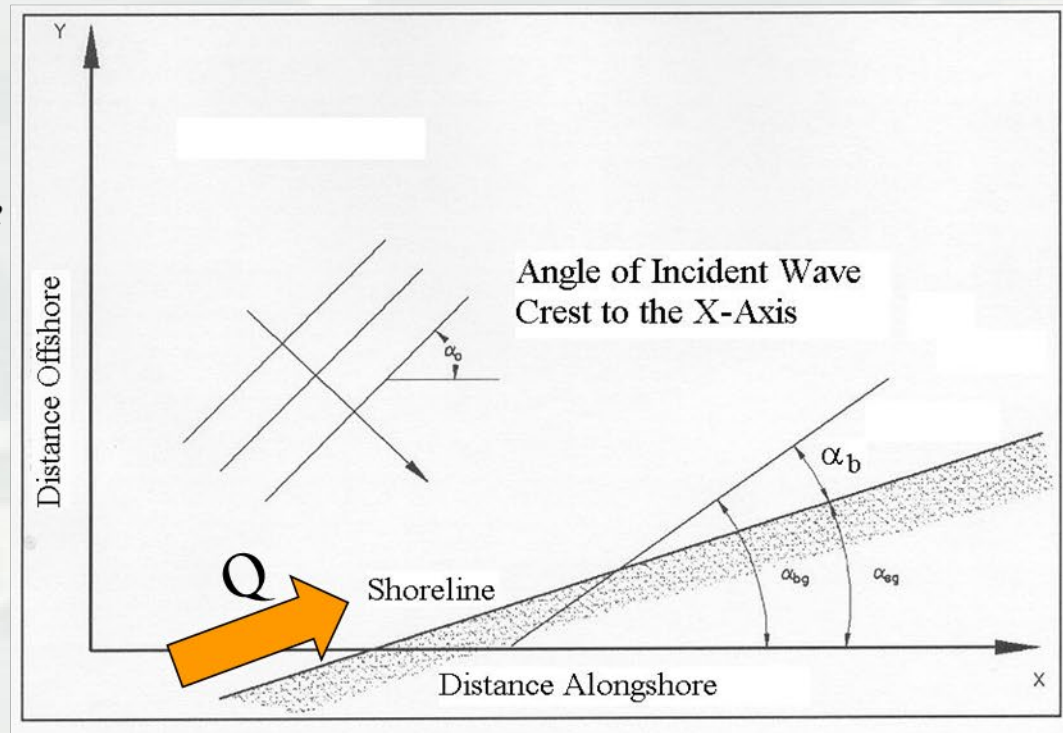 Y
Distance Offshore
αo
Angle of Incident Wave
Crest to the X-Axis
αb
αbg
αsg
Q
Shoreline
Distance Alongshore
X